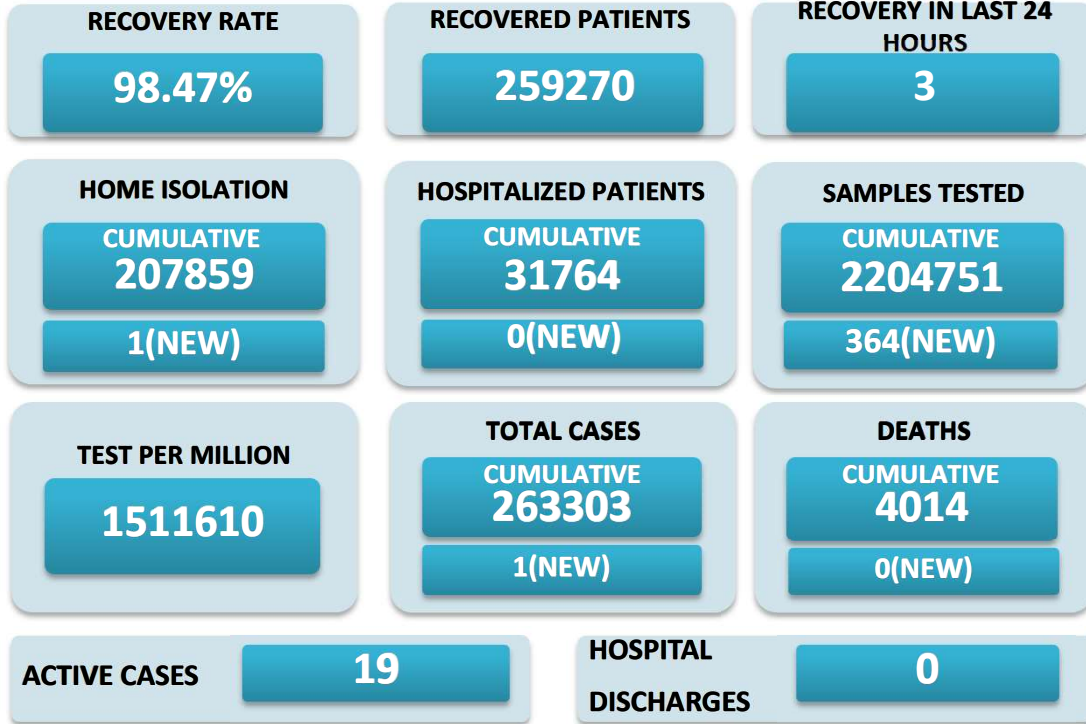 RECOVERY RATE
98.47%
RECOVERED PATIENTS
259270
RECOVERY IN LAST 24
HOURS
3
HOME ISOLATION
CUMULATIVE
207859
1(NEW)
HOSPITALIZED PATIENTS
CUMULATIVE
31764
0(NEW)
SAMPLES TESTED
CUMULATIVE
2204751
364(NEW)
TEST PER MILLION
1511610
TOTAL CASES
CUMULATIVE
263303
1(NEW)
DEATHS
CUMULATIVE
4014
0(NEW)
ACTIVE CASES
19
HOSPITAL
DISCHARGES
0